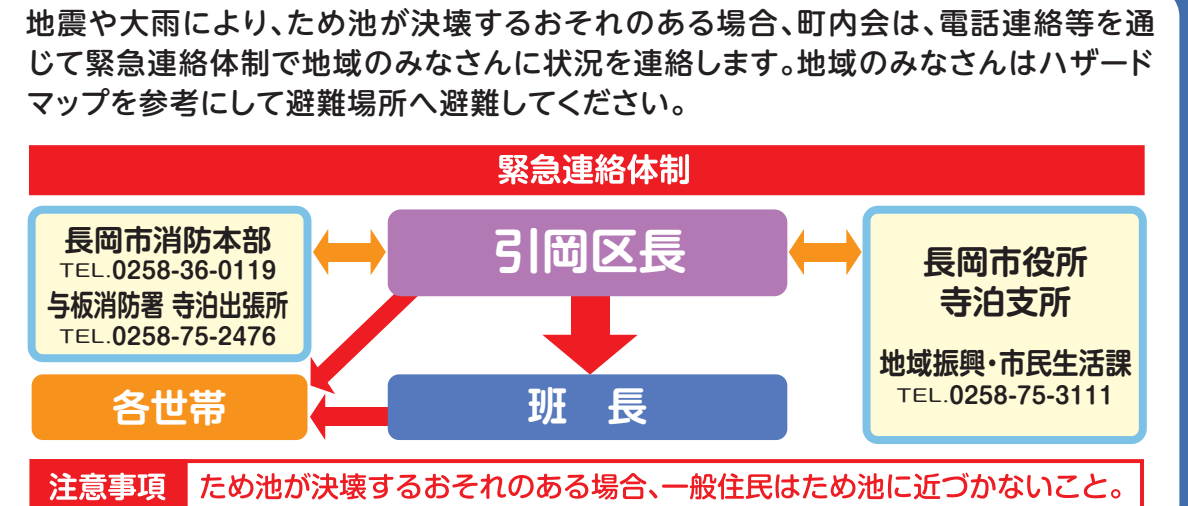 地震や大雨により、ため池が決壊するおそれのある場合、町内会は、電話連絡等を通
じて緊急連絡体制で地域のみなさんに状況を連絡します。地域のみなさんはハザード
マップを参考にして避難場所へ避難してください。
緊急連絡体制
長岡市消防本部
TEL.0258-36-0119
与板消防署 寺泊出張所
TEL.0258-75-2476
引岡区長
長岡市役所
寺泊支所
地域振興・市民生活課
TEL.0258-75-3111
各世帯
班 長
注意事項 ため池が決壊するおそれのある場合、一般住民はため池に近づかないこと。